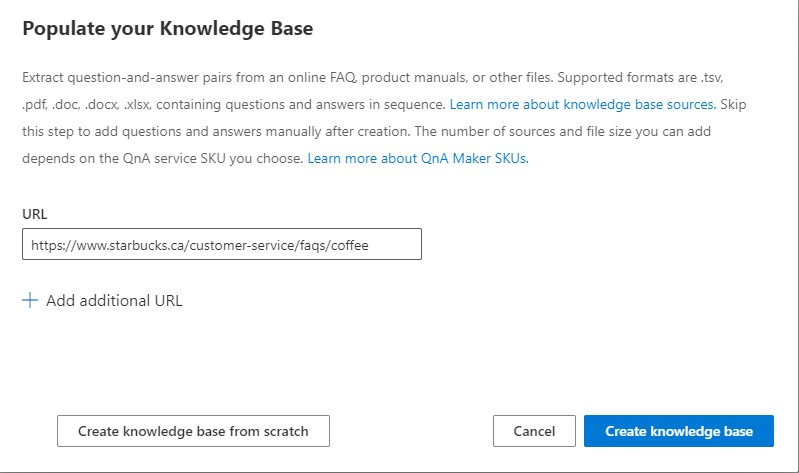 Populate your Knowledge Base
Extract question-and-answer pairs from an online FAQ, product manuals, or other files. Supported formats are .tsv,
.pdf, .doc, .docx, .xlsx, containing questions and answers in sequence. Learn more about knowledge base sources. Skip
this step to add questions and answers manually after creation. The number of sources and file size you can add
depends on the QnA service SKU you choose. Learn more about QnA Maker SKUs.
URL
https://www.starbucks.ca/customer-service/faqs/coffee
+ Add additional URL
Create knowledge base from scratch
Cancel
Create knowledge base